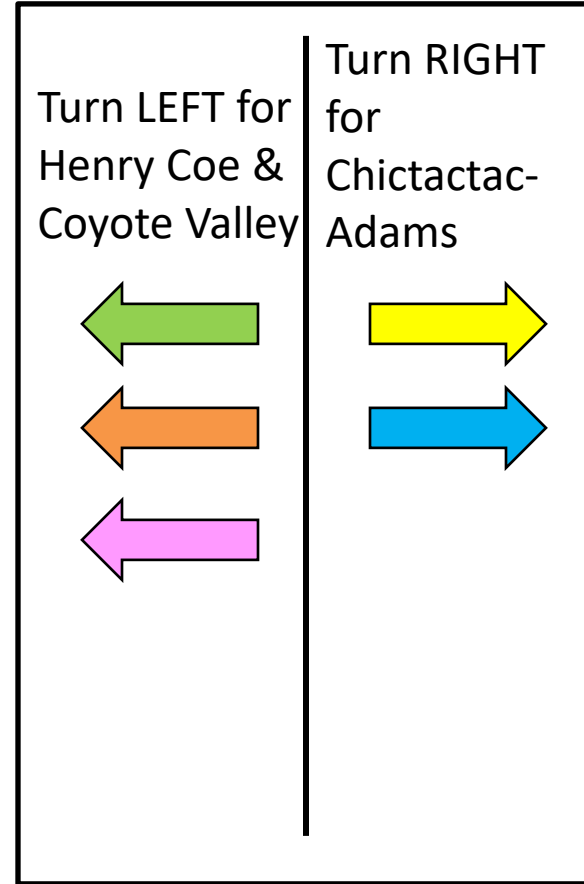 Turn LEFT for
Henry Coe &
Coyote Valley
Turn RIGHT
for
Chictactac-
Adams